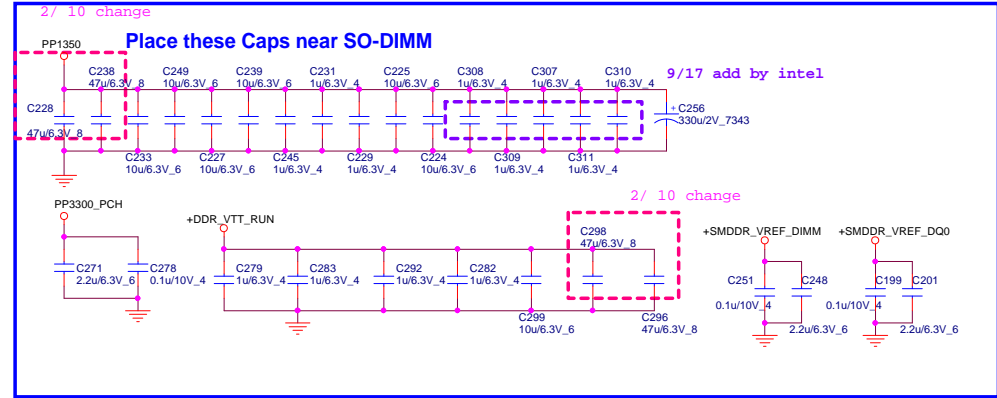 2/ 10 change
PP1350
Place these Caps near SO-DIMM
C238
47u/6.3V_8
C249
10u/6.3V_6
C239
10u/6.3V_6
C231
1u/6.3V_4
C225
10u/6.3V_6
C308
1u/6.3V_4
C307
1u/6.3V_4
C310
1u/6.3V_4
9/17 add by intel
C228
47u/6.3V_8
+ C256
330u/2V_7343
C233
10u/6.3V_6
C227
10u/6.3V_6
C245
1u/6.3V_4
C229
1u/6.3V_4
C224
10u/6.3V_6
C309
1u/6.3V_4
C311
1u/6.3V_4
2/ 10 change
PP3300_PCH
+DDR_VTT_RUN
+SMDDR_VREF_DIMM
+SMDDR_VREF_DQ0
C298
47u/6.3V_8
C271
2.2u/6.3V_6
C278
0.1u/10V_4
C279
1u/6.3V_4
C283
1u/6.3V_4
C292
1u/6.3V_4
C282
1u/6.3V_4
C299
10u/6.3V_6
C296
47u/6.3V_8
C251
0.1u/10V_4
C248
2.2u/6.3V_6
C199
0.1u/10V_4
C201
2.2u/6.3V_6